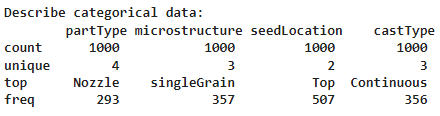 Describe categorical data:
partType microstructure seedLocation castType
count 1000 1000 1000 1000
unique 4 3 2 3
top Nozzle singleGrain Top Continuous
freq 293 357 507 356